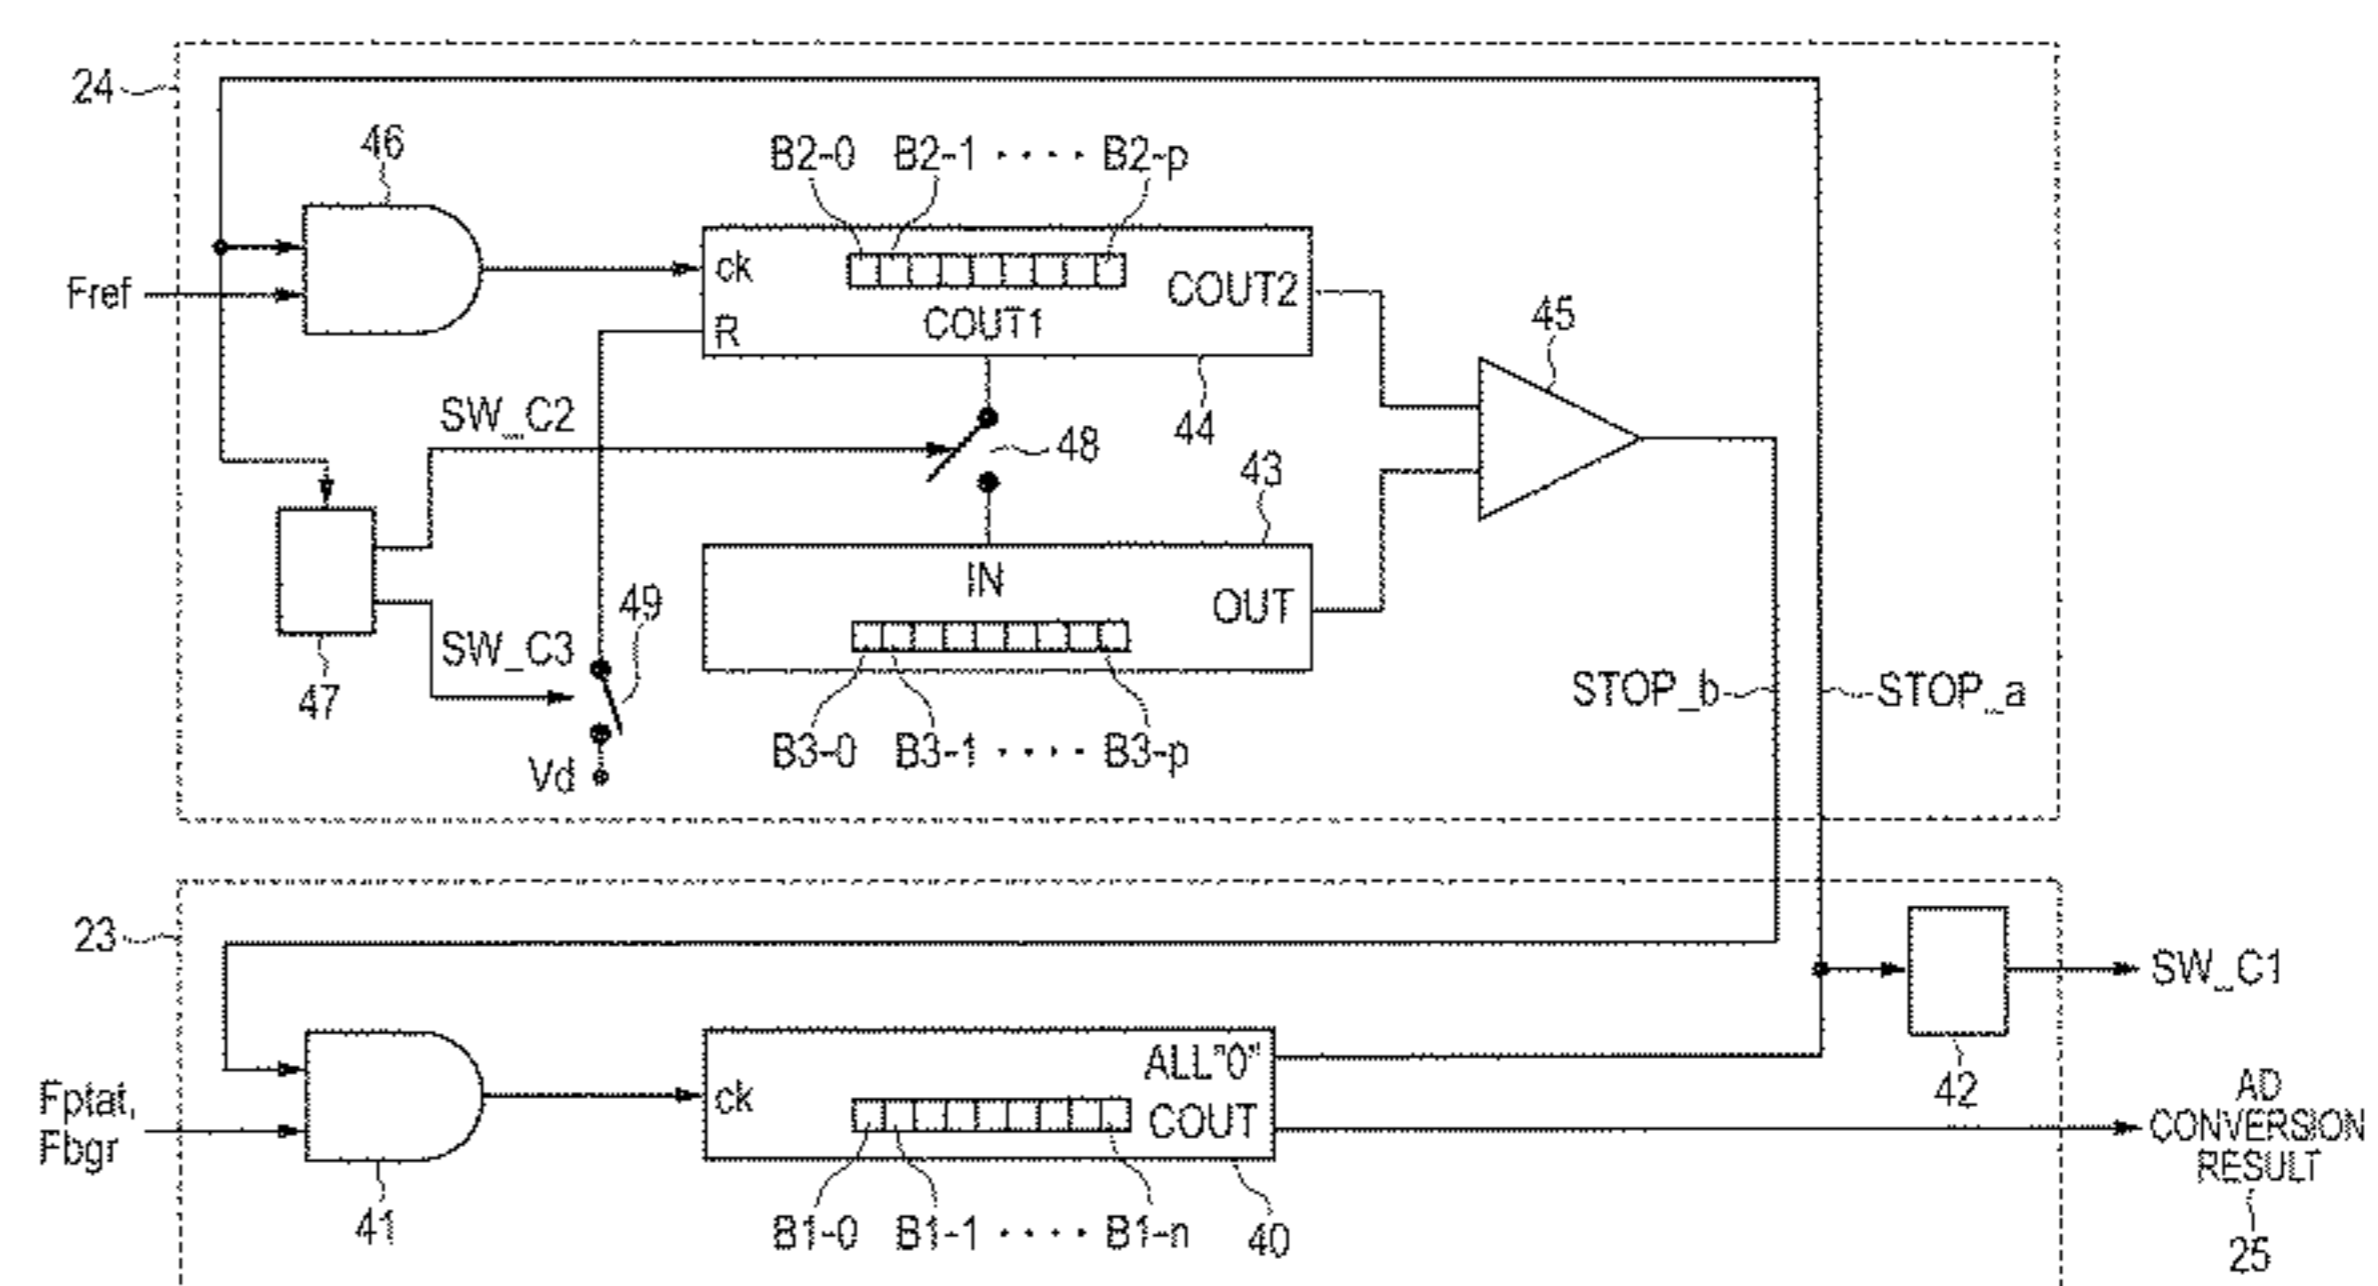 24
46
B2-0 B2-1 · · · · B2-p
Fref
ck
COUT2
COUT1
R
45
SW_C2
44
48
43
IN
OUT
49
SW_C3
47
STOP_b
STOP_a
B3-0 B3-1 · · · · B3-p
Vd
23
SW_C1
ALL"0"
42
Fptat,
Fbgr
ck
COUT
AD
CONVERSION
RESULT
41
B1-0 B1-1 · · · · B1-n
40
25